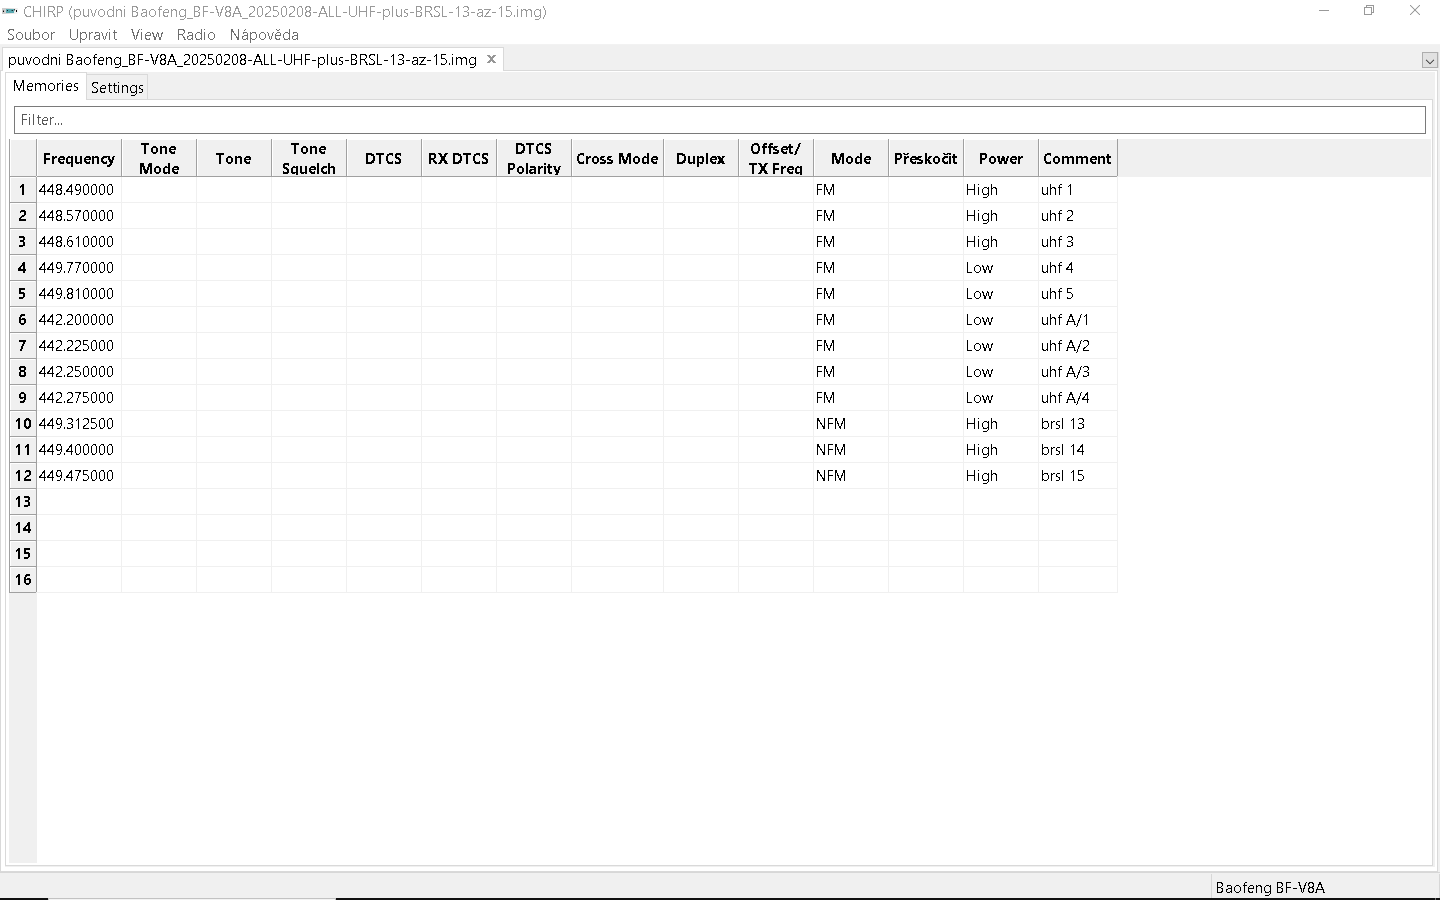 CHIRP (puvodni Baofeng_BF-V8A_20250208-ALL-UHF-plus-BRSL-13-az-15.img)
Soubor Upravit View Radio Nápověda
puvodni Baofeng_BF-V8A_20250208-ALL-UHF-plus-BRSL-13-az-15.img
Memories Settings
Filter...
Frequency Tone Mode Tone Tone Squelch DTCS RX DTCS DTCS Polarity Cross Mode Duplex Offset/ TX Freq Mode Přeskočit Power Comment
1 448.490000 FM High uhf 1
2 448.570000 FM High uhf 2
3 448.610000 FM High uhf 3
4 449.770000 FM Low uhf 4
5 449.810000 FM Low uhf 5
6 442.200000 FM Low uhf A/1
7 442.225000 FM Low uhf A/2
8 442.250000 FM Low uhf A/3
9 442.275000 FM Low uhf A/4
10 449.312500 NFM High brsl 13
11 449.400000 NFM High brsl 14
12 449.475000 NFM High brsl 15
13
14
15
16
Baofeng BF-V8A